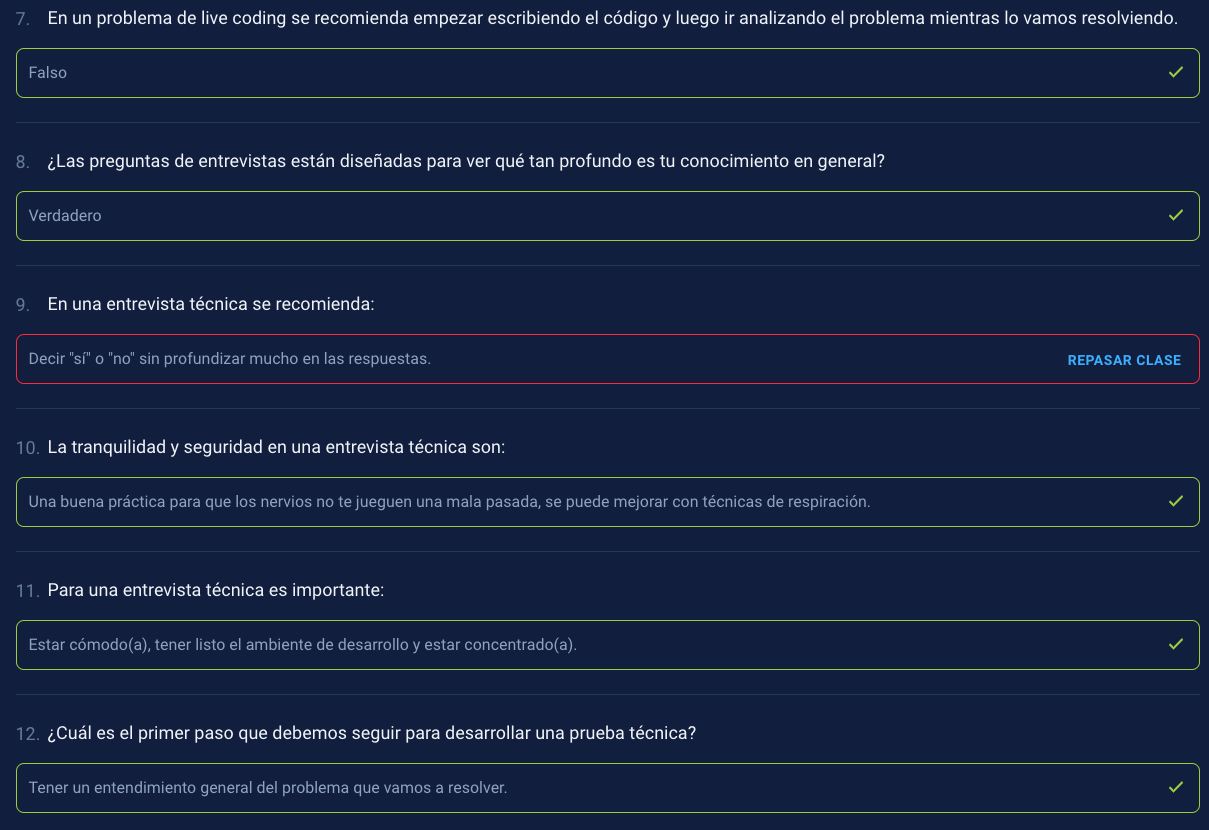 7. En un problema de live coding se recomienda empezar escribiendo el código y luego ir analizando el problema mientras lo vamos resolviendo.
Falso
8. ¿Las preguntas de entrevistas están diseñadas para ver qué tan profundo es tu conocimiento en general?
Verdadero
9. En una entrevista técnica se recomienda:
Decir "sí" o "no" sin profundizar mucho en las respuestas. REPASAR CLASE
10. La tranquilidad y seguridad en una entrevista técnica son:
Una buena práctica para que los nervios no te jueguen una mala pasada, se puede mejorar con técnicas de respiración.
11. Para una entrevista técnica es importante:
Estar cómodo(a), tener listo el ambiente de desarrollo y estar concentrado(a).
12. ¿Cuál es el primer paso que debemos seguir para desarrollar una prueba técnica?
Tener un entendimiento general del problema que vamos a resolver.